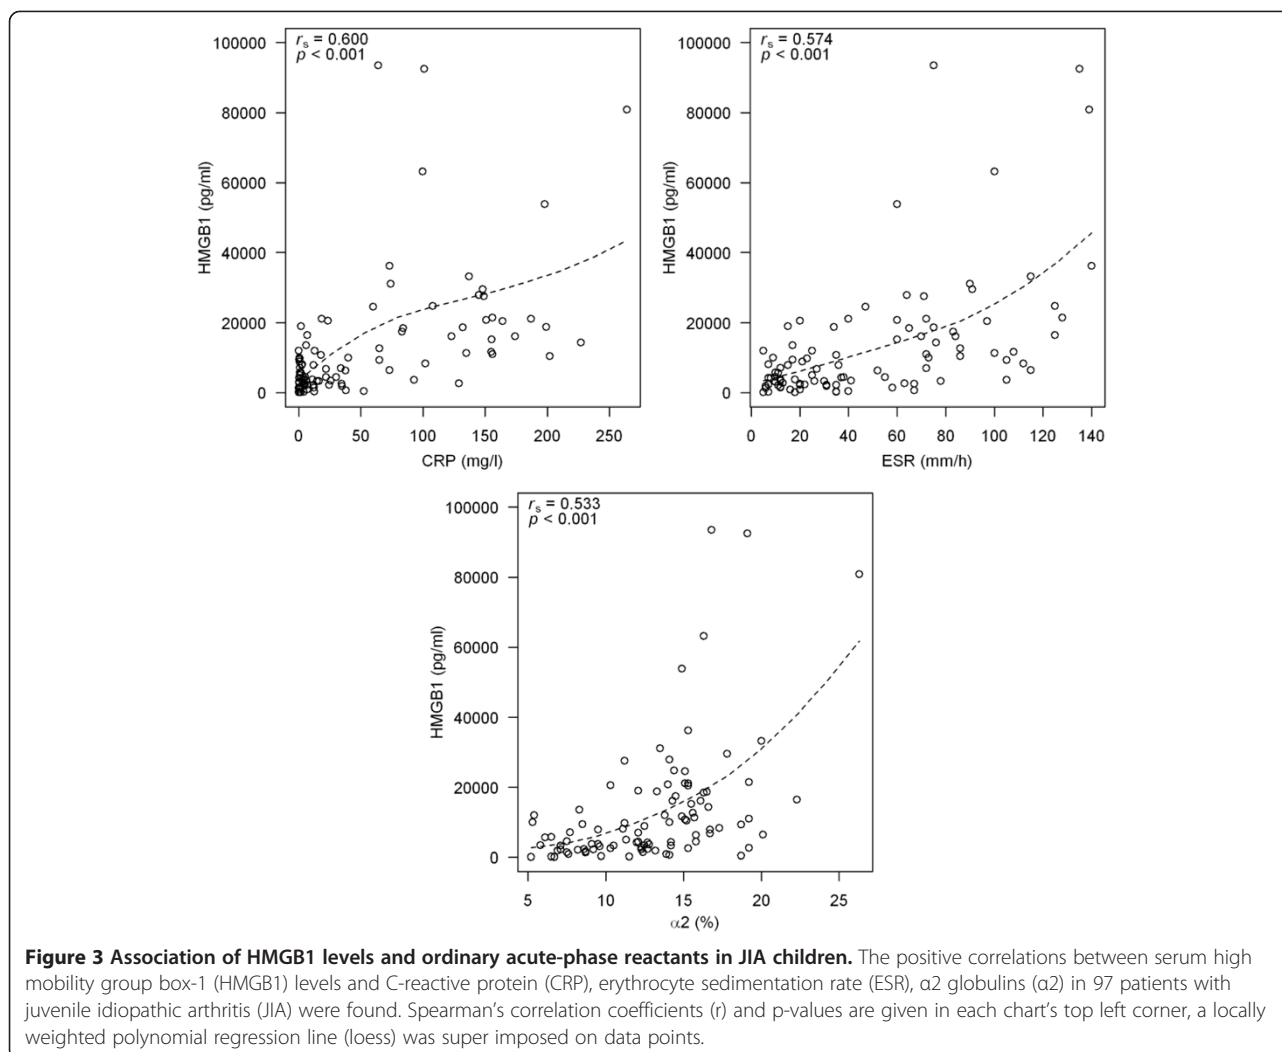 r_s = 0.600
p < 0.001
100000
80000
60000
40000
20000
0
HMGB1 (pg/ml)
0 50 100 150 200 250
CRP (mg/l)
r_s = 0.574
p < 0.001
100000
80000
60000
40000
20000
0
HMGB1 (pg/ml)
0 20 40 60 80 100 120 140
ESR (mm/h)
r_s = 0.533
p < 0.001
100000
80000
60000
40000
20000
0
HMGB1 (pg/ml)
5 10 15 20 25
α2 (%)
Figure 3 Association of HMGB1 levels and ordinary acute-phase reactants in JIA children. The positive correlations between serum high
mobility group box-1 (HMGB1) levels and C-reactive protein (CRP), erythrocyte sedimentation rate (ESR), α2 globulins (α2) in 97 patients with
juvenile idiopathic arthritis (JIA) were found. Spearman's correlation coefficients (r) and p-values are given in each chart's top left corner, a locally
weighted polynomial regression line (loess) was super imposed on data points.